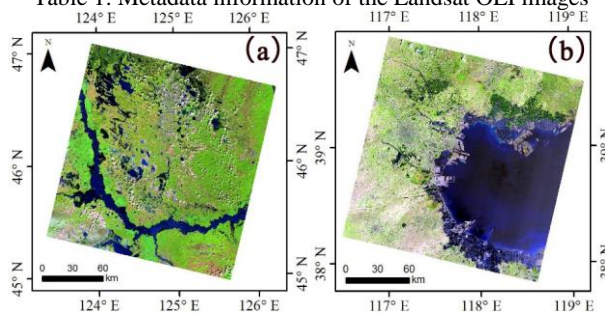 Table 1. Metadata information of the Landsat OLI images
124° E 125° E 126° E
117° E 118° E 119° E
N (a) N (b)
47° N 47° N
46° N 46° N
45° N 45° N
39° N 39° N
38° N 38° N
0 30 60
km
0 30 60
km
124° E 125° E 126° E
117° E 118° E 119° E